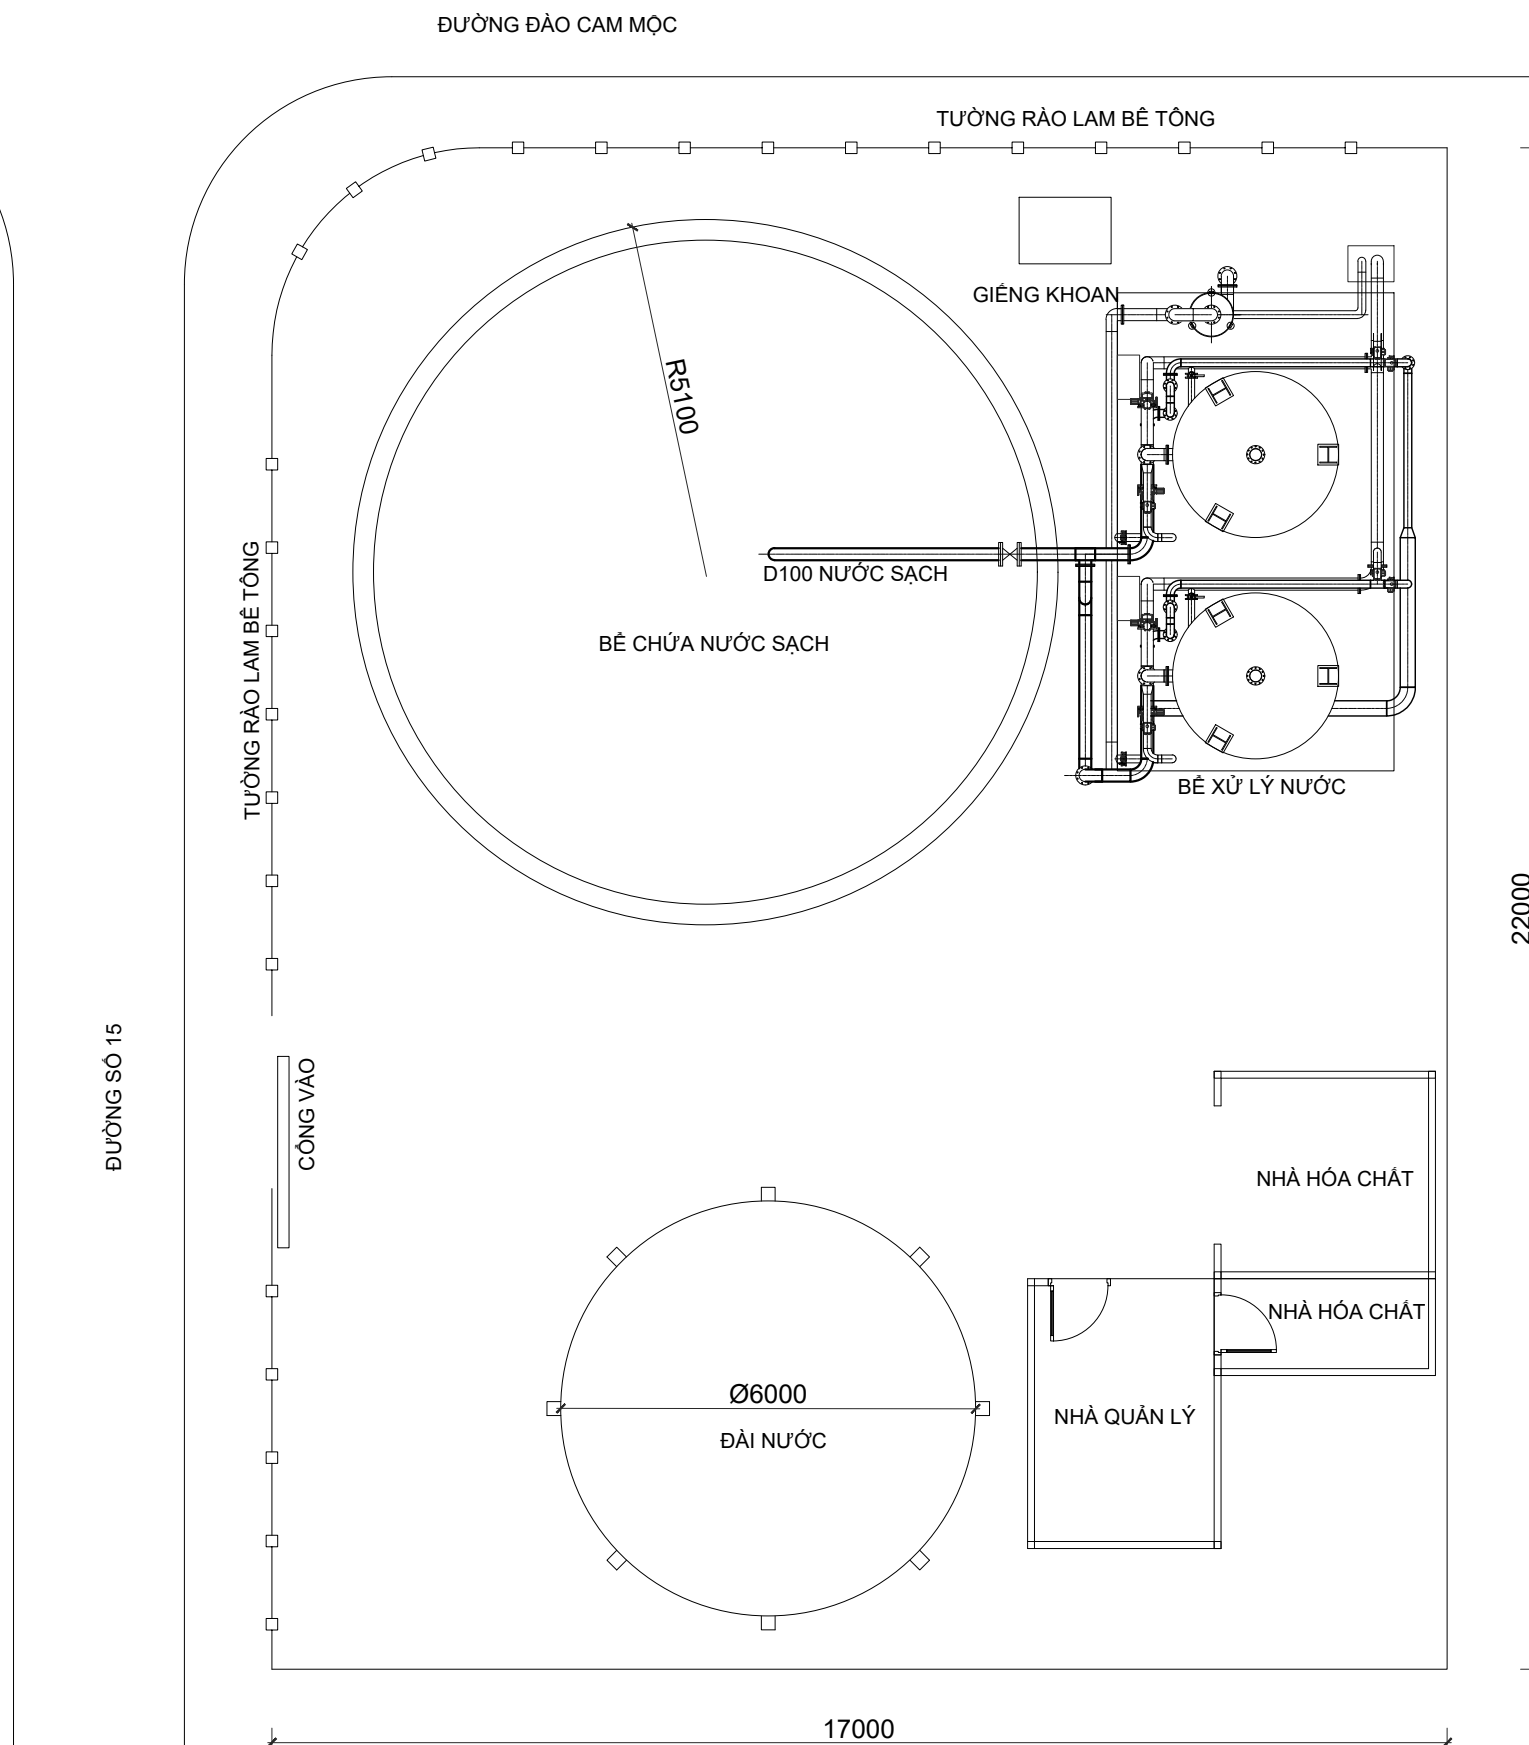 ĐƯỜNG ĐÀO CAM MỘC
TƯỜNG RÀO LAM BÊ TÔNG
GIẾNG KHOAN
R5100
D100 NƯỚC SẠCH
BỂ CHỨA NƯỚC SẠCH
TƯỜNG RÀO LAM BÊ TÔNG
BỂ XỬ LÝ NƯỚC
22000
ĐƯỜNG SỐ 15
CỔNG VÀO
NHÀ HÓA CHẤT
NHÀ HÓA CHẤT
Ø6000
NHÀ QUẢN LÝ
ĐÀI NƯỚC
17000